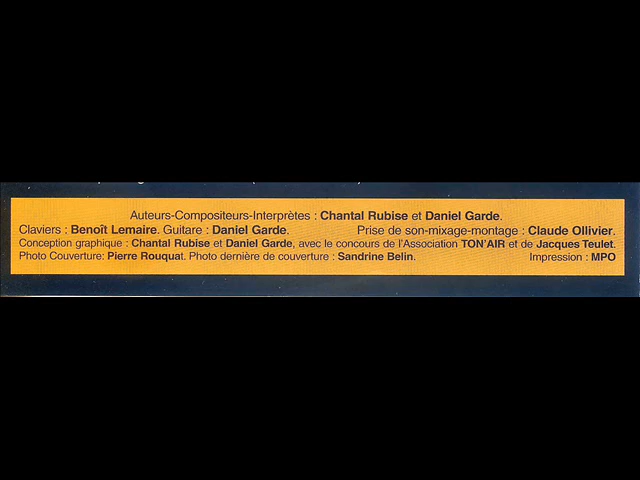 Auteurs-Compositeurs-Interprètes : Chantal Rubise et Daniel Garde.
Claviers : Benoît Lemaire. Guitare : Daniel Garde. Prise de son-mixage-montage : Claude Ollivier.
Conception graphique : Chantal Rubise et Daniel Garde, avec le concours de l'Association TON'AIR et de Jacques Teulet.
Photo Couverture: Pierre Rouquat. Photo dernière de couverture : Sandrine Belin. Impression : MPO